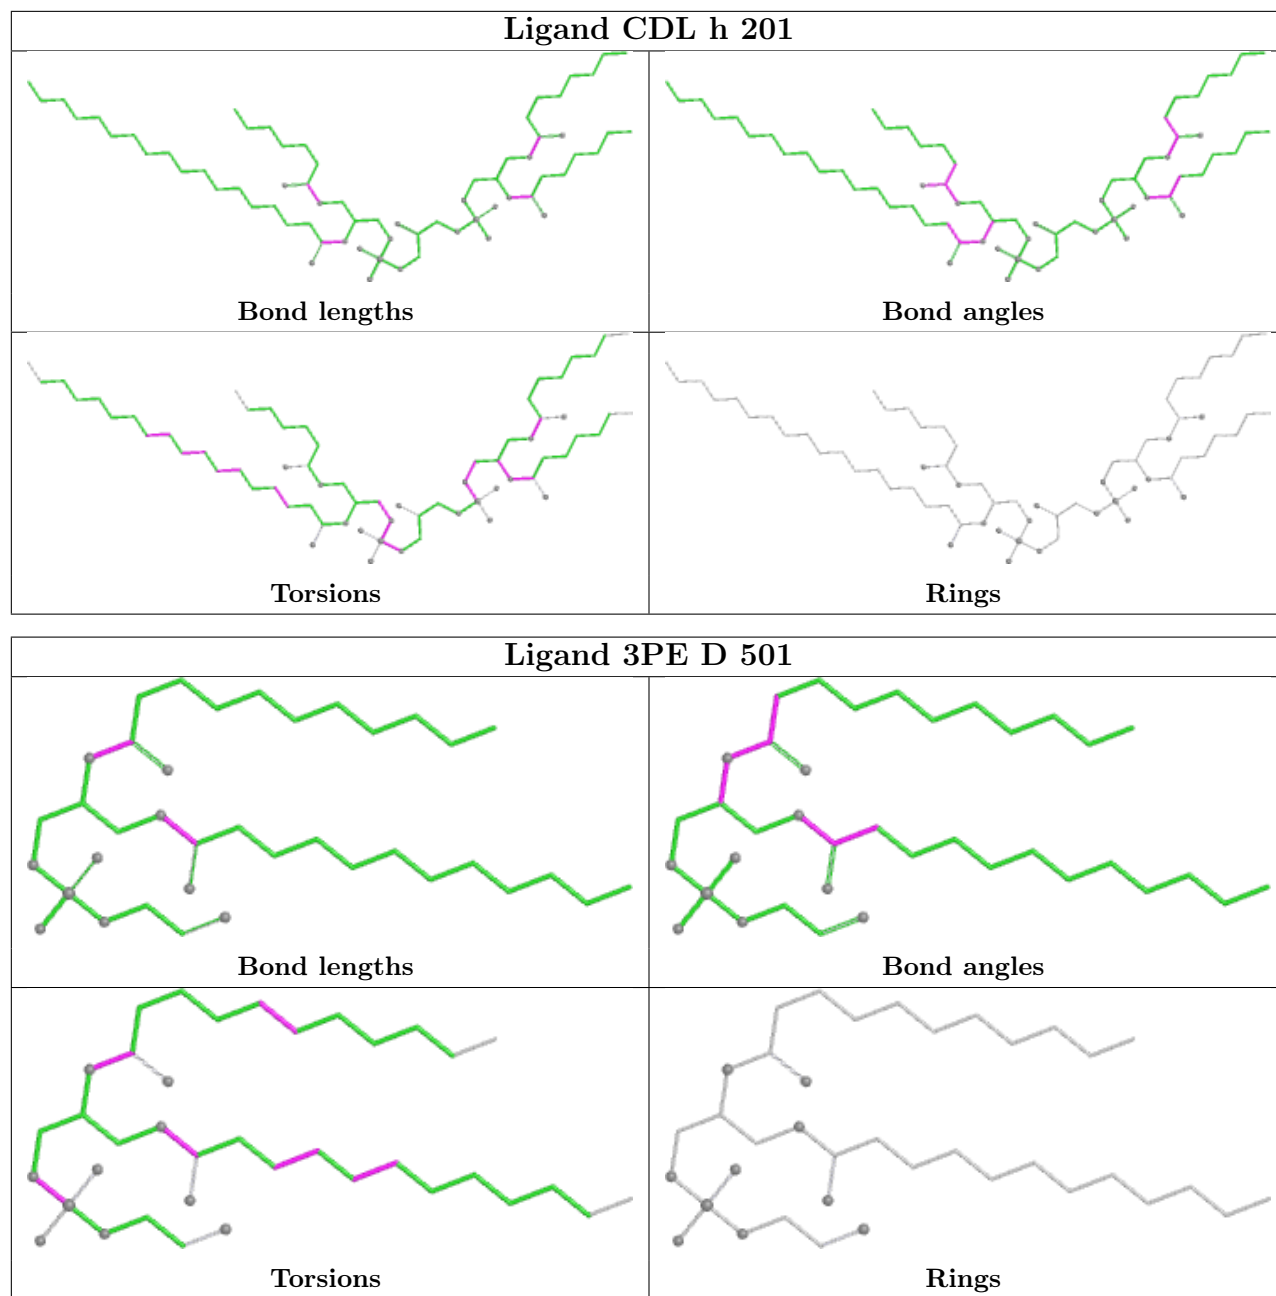 Ligand CDL h 201
Bond lengths
Bond angles
Torsions
Rings
Ligand 3PE D 501
Bond lengths
Bond angles
Torsions
Rings